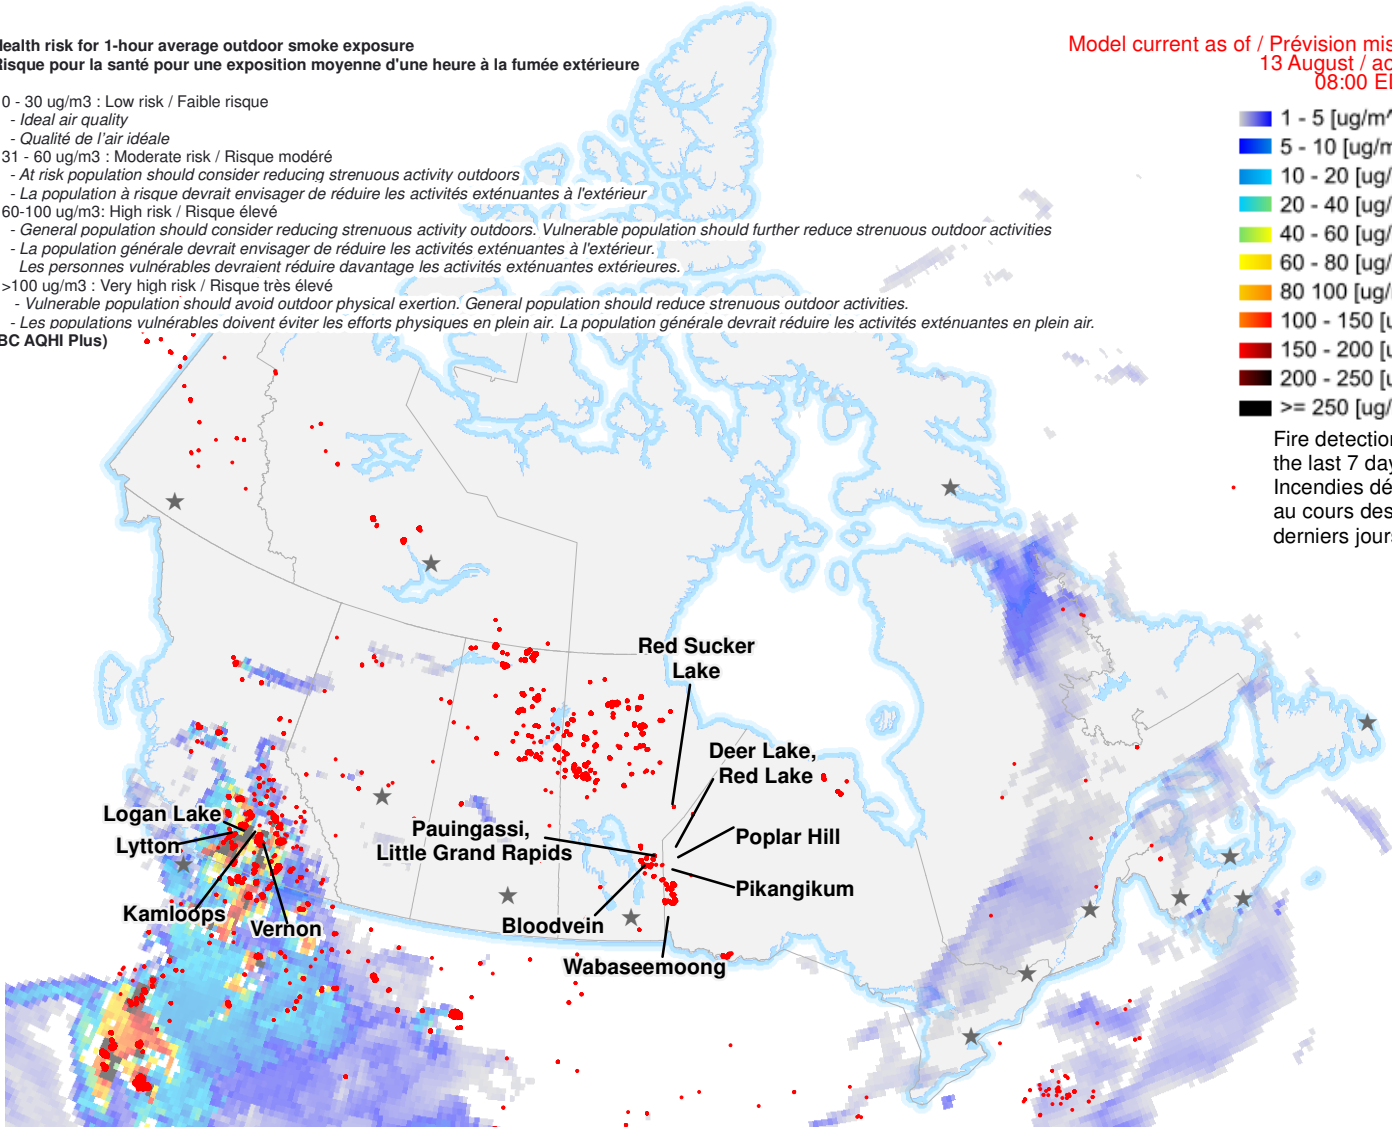 Health risk for 1-hour average outdoor smoke exposure
Risque pour la santé pour une exposition moyenne d'une heure à la fumée extérieure
0 - 30 ug/m3 : Low risk / Faible risque
- Ideal air quality
- Qualité de l'air idéale
31 - 60 ug/m3 : Moderate risk / Risque modéré
- At risk population should consider reducing strenuous activity outdoors
- La population à risque devrait envisager de réduire les activités exténuantes à l'extérieur
60-100 ug/m3: High risk / Risque élevé
- General population should consider reducing strenuous activity outdoors. Vulnerable population should further reduce strenuous outdoor activities
- La population générale devrait envisager de réduire les activités exténuantes à l'extérieur.
Les personnes vulnérables devraient réduire davantage les activités exténuantes extérieures.
>100 ug/m3 : Very high risk / Risque très élevé
- Vulnerable population should avoid outdoor physical exertion. General population should reduce strenuous outdoor activities.
- Les populations vulnérables doivent éviter les efforts physiques en plein air. La population générale devrait réduire les activités exténuantes en plein air.
BC AQHI Plus)
Model current as of / Prévision mis
13 August / ao
08:00 E
1 - 5 [ug/m^
5 - 10 [ug/m
10 - 20 [ug/
20 - 40 [ug/
40 - 60 [ug/
60 - 80 [ug/
80 100 [ug/
100 - 150 [u
150 - 200 [u
200 - 250 [u
>= 250 [ug/
Fire detection
the last 7 day
Incendies dé
au cours des
derniers jours
Red Sucker
Lake
Deer Lake,
Red Lake
Poplar Hill
Pikangikum
Pauingassi,
Little Grand Rapids
Bloodvein
Wabaseemoong
Logan Lake
Lytton
Kamloops
Vernon